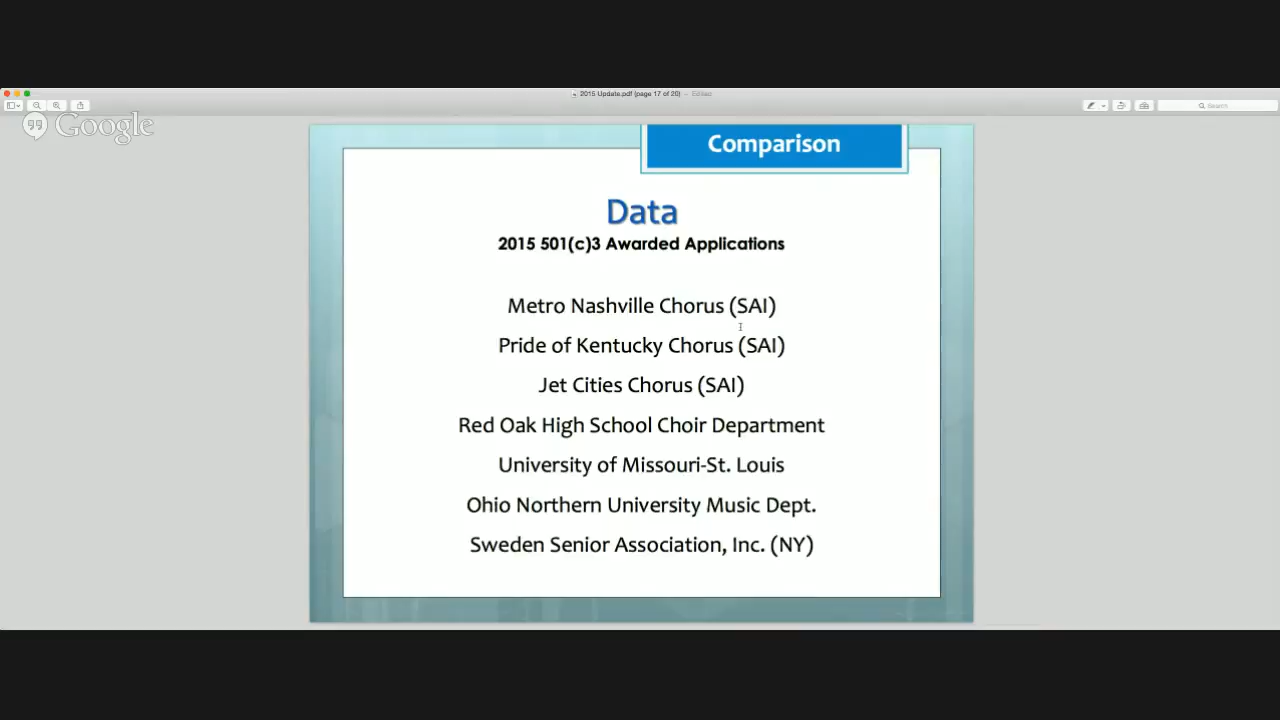 2015 Update.pdf (page 17 of 20) — Edited
Search
Google
Comparison
Data
2015 501(c)3 Awarded Applications
Metro Nashville Chorus (SAI)
Pride of Kentucky Chorus (SAI)
Jet Cities Chorus (SAI)
Red Oak High School Choir Department
University of Missouri-St. Louis
Ohio Northern University Music Dept.
Sweden Senior Association, Inc. (NY)